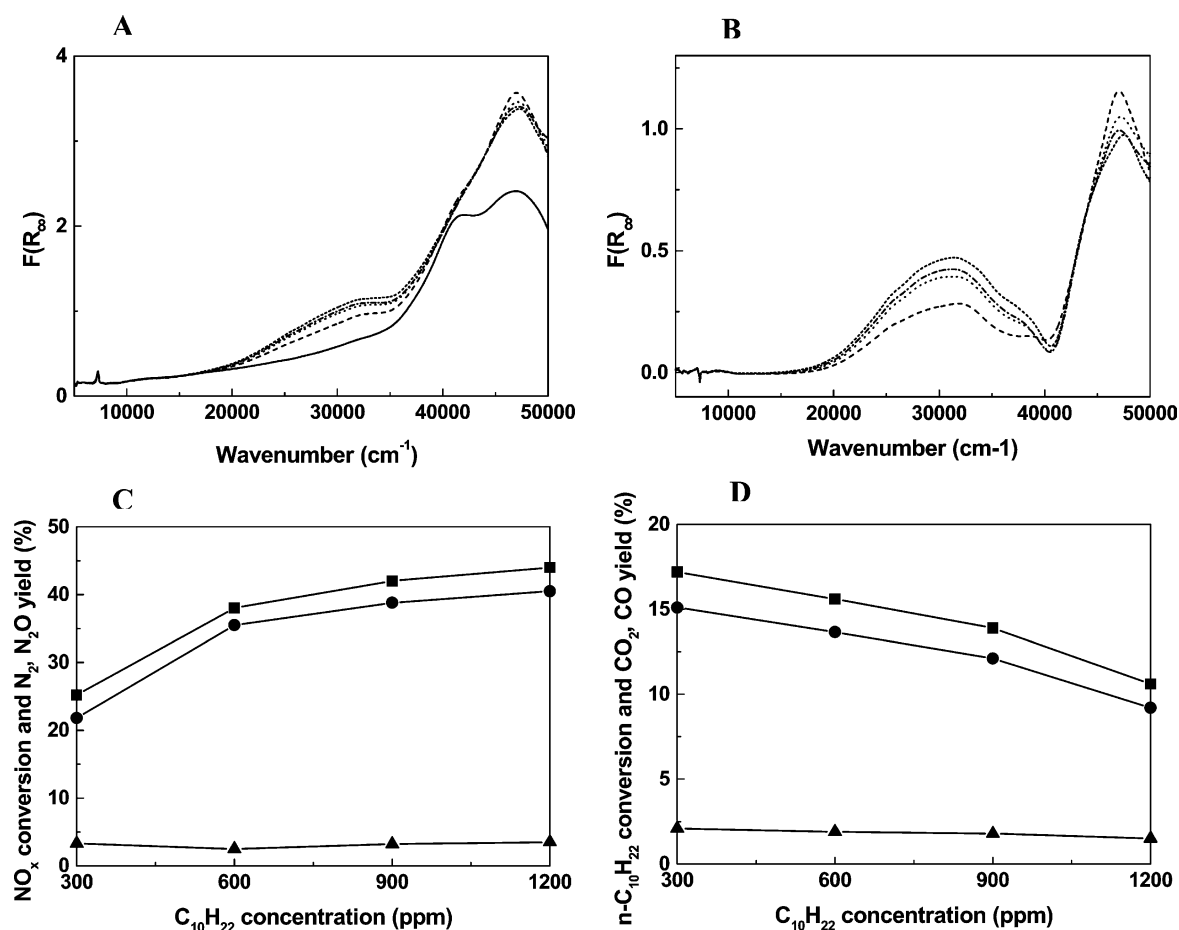 A
4
2
0
F(R∞)
10000 20000 30000 40000 50000
Wavenumber (cm⁻¹)
B
1.0
0.5
0.0
F(R∞)
10000 20000 30000 40000 50000
Wavenumber (cm-1)
C
50
40
30
20
10
0
NOₓ conversion and N₂, N₂O yield (%)
300 600 900 1200
C₁₀H₂₂ concentration (ppm)
D
20
15
10
5
0
n-C₁₀H₂₂ conversion and CO₂, CO yield (%)
300 600 900 1200
C₁₀H₂₂ concentration (ppm)